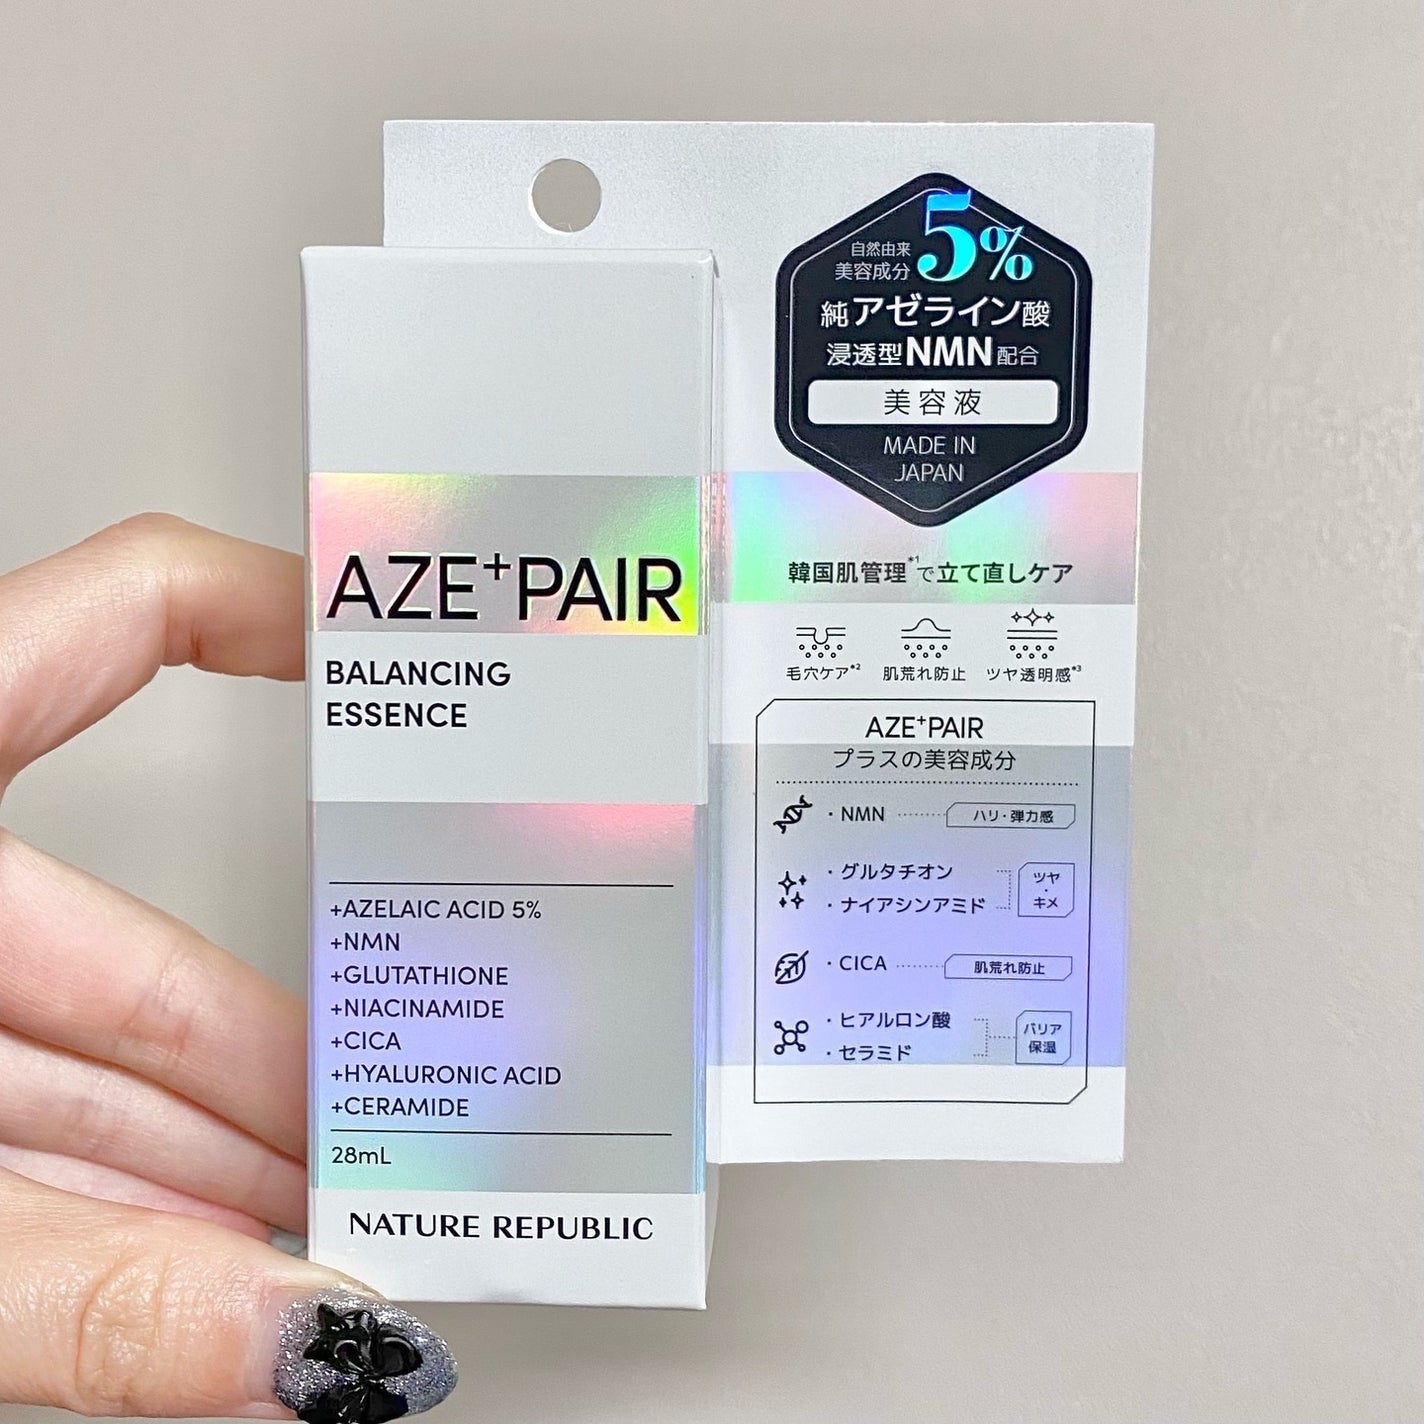 AZE⁺PAIR
BALANCING
ESSENCE
+AZELAIC ACID 5%
+NMN
+GLUTATHIONE
+NIACINAMIDE
+CICA
+HYALURONIC ACID
+CERAMIDE
28mL
NATURE REPUBLIC
自然由来
美容成分 5%
純アゼライン酸
浸透型NMN配合
美容液
MADE IN
JAPAN
韓国肌管理*1で立て直しケア
毛穴ケア*2 肌荒れ防止 ツヤ透明感*3
AZE⁺PAIR
プラスの美容成分
・NMN ハリ・弾力感
・グルタチオン
・ナイアシンアミド
ツヤ
・
キメ
・CICA 肌荒れ防止
・ヒアルロン酸
・セラミド
バリア
保湿